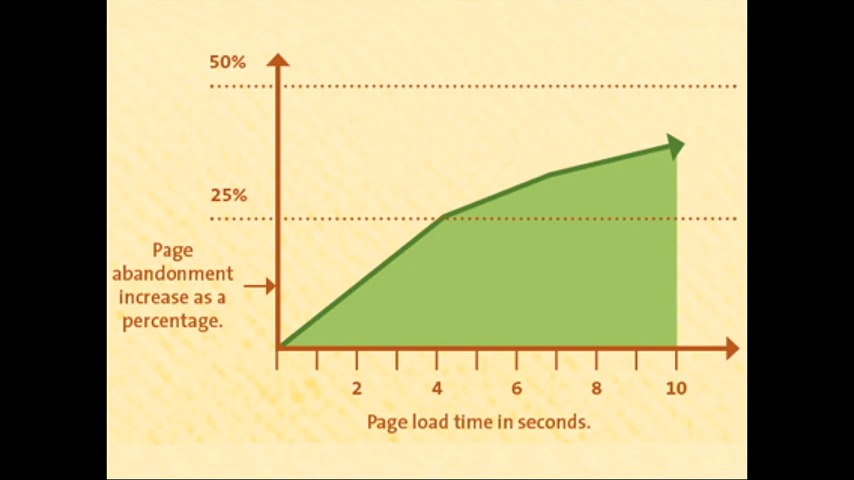 50%
25%
Page
abandonment
increase as a
percentage.
2 4 6 8 10
Page load time in seconds.